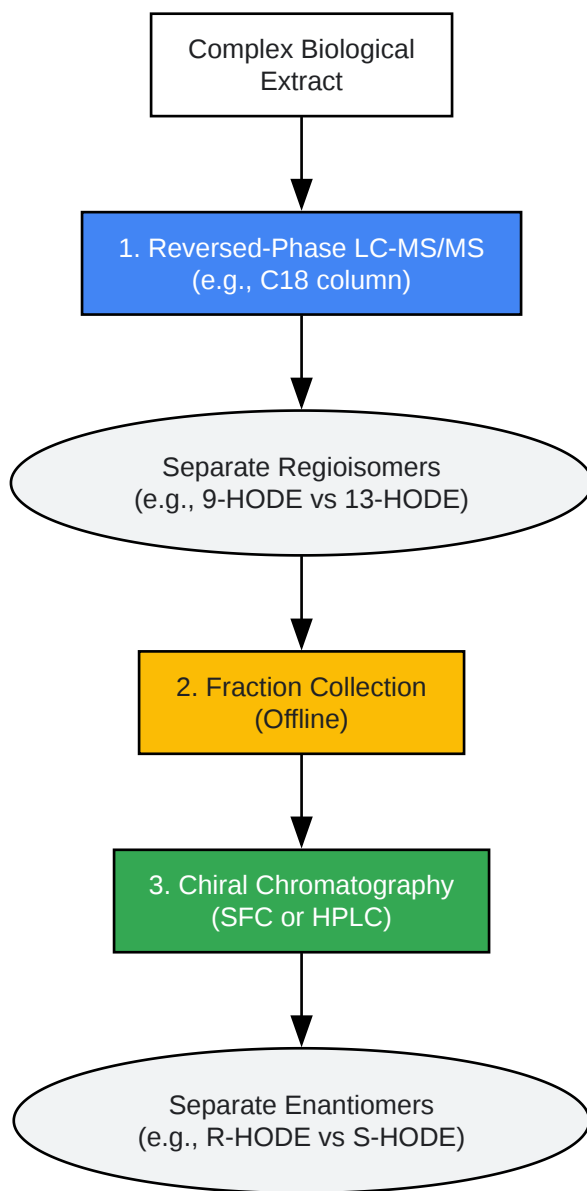 Complex Biological
Extract
1. Reversed-Phase LC-MS/MS
(e.g., C18 column)
Separate Regioisomers
(e.g., 9-HODE vs 13-HODE)
2. Fraction Collection
(Offline)
3. Chiral Chromatography
(SFC or HPLC)
Separate Enantiomers
(e.g., R-HODE vs S-HODE)